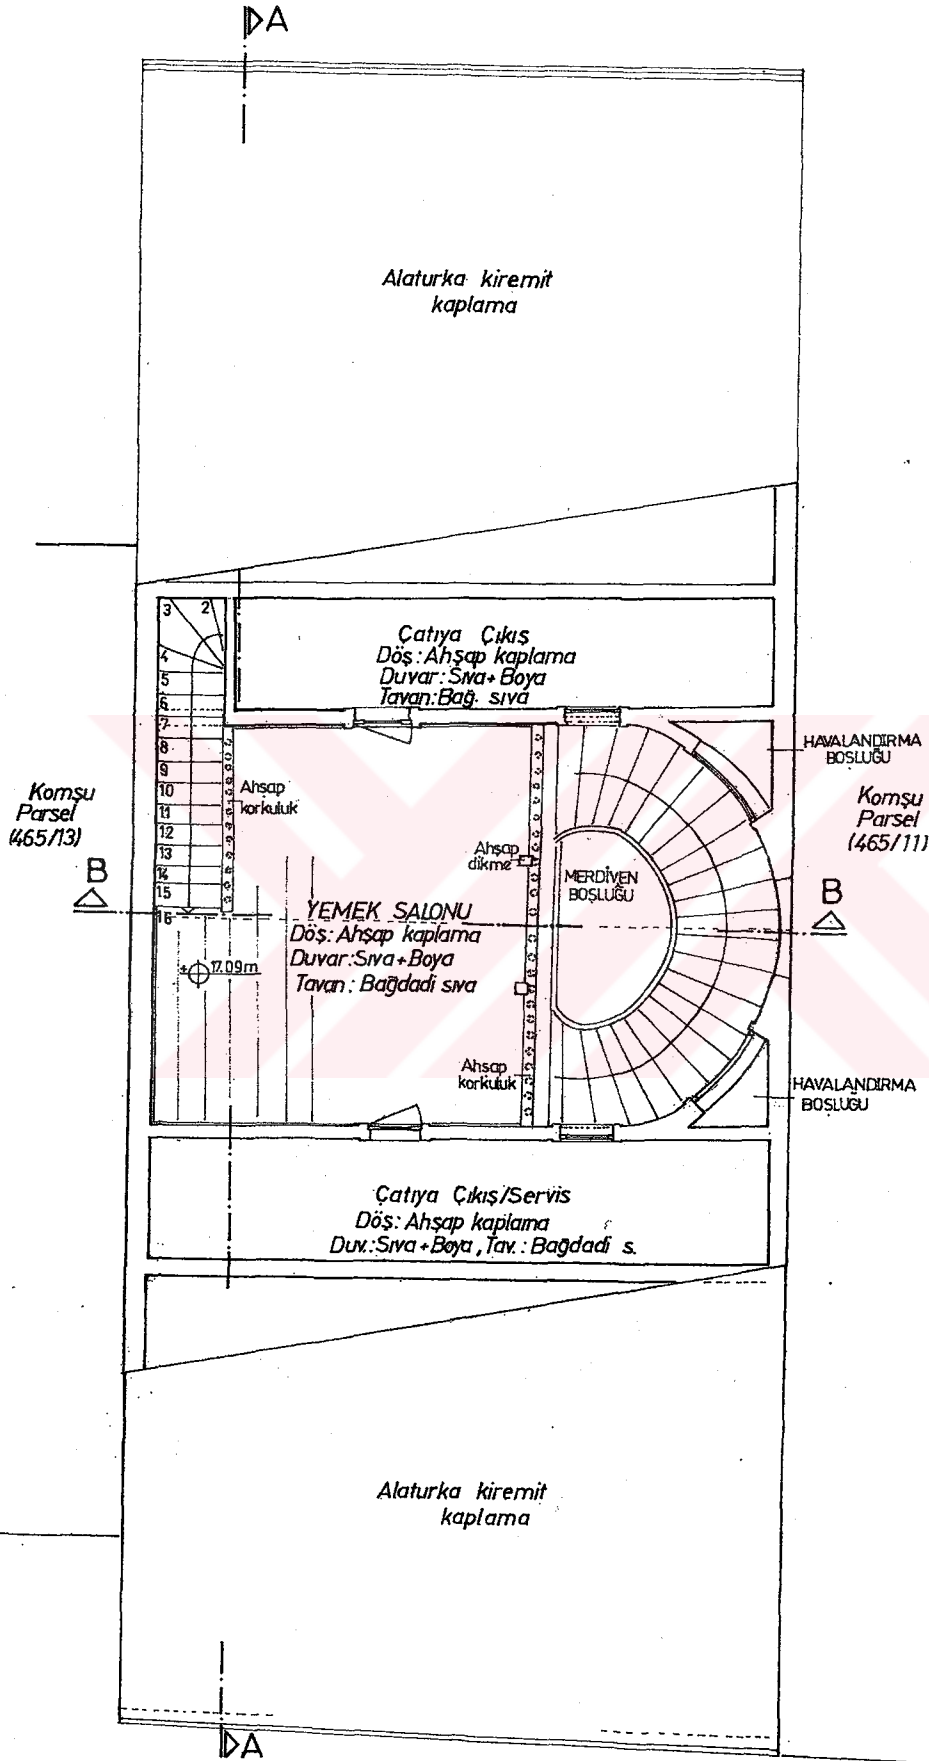 A
Alaturka kiremit
kaplama
3 2
4
5
6
7
8
9
10
11
12
13
14
15
16
Çatıya Çıkış
Döş: Ahşap kaplama
Duvar: Sıva+Boya
Tavan: Bağ. sıva
HAVALANDIRMA
BOŞLUĞU
Ahşap
korkuluk
Komşu
Parsel
(465/13)
Komşu
Parsel
(465/11)
Ahşap
dikme
MERDİVEN
BOŞLUĞU
B
B
YEMEK SALONU
Döş: Ahşap kaplama
Duvar: Sıva+Boya
Tavan: Bağdadi sıva
+17.09m
Ahşap
korkuluk
HAVALANDIRMA
BOŞLUĞU
Çatıya Çıkış/Servis
Döş: Ahşap kaplama
Duv.: Sıva+Boya, Tav.: Bağdadi s.
Alaturka kiremit
kaplama
A